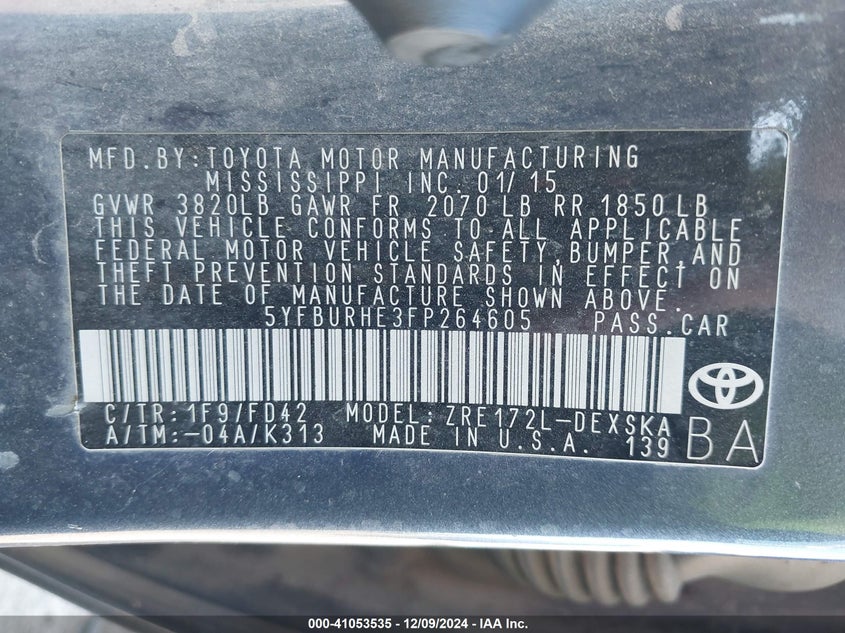 MFD.BY:TOYOTA MOTOR MANUFACTURING
MISSISSIPPI INC. 01/15
GVWR 3820LB GAWR FR 2070 LB RR 1850 LB
THIS VEHICLE CONFORMS TO ALL APPLICABLE
FEDERAL MOTOR VEHICLE SAFETY,BUMPER,AND
THEFT PREVENTION STANDARDS IN EFFECT ON
THE DATE OF MANUFACTURE SHOWN ABOVE.
5YFBURHE3FP264605 PASS.CAR
C/TR:1F9/FD42 MODEL:ZRE172L-DEXSKA
A/TM:-04A/K313 MADE IN U.S.A. 139 BA
000-41053535 - 12/09/2024 - IAA Inc.